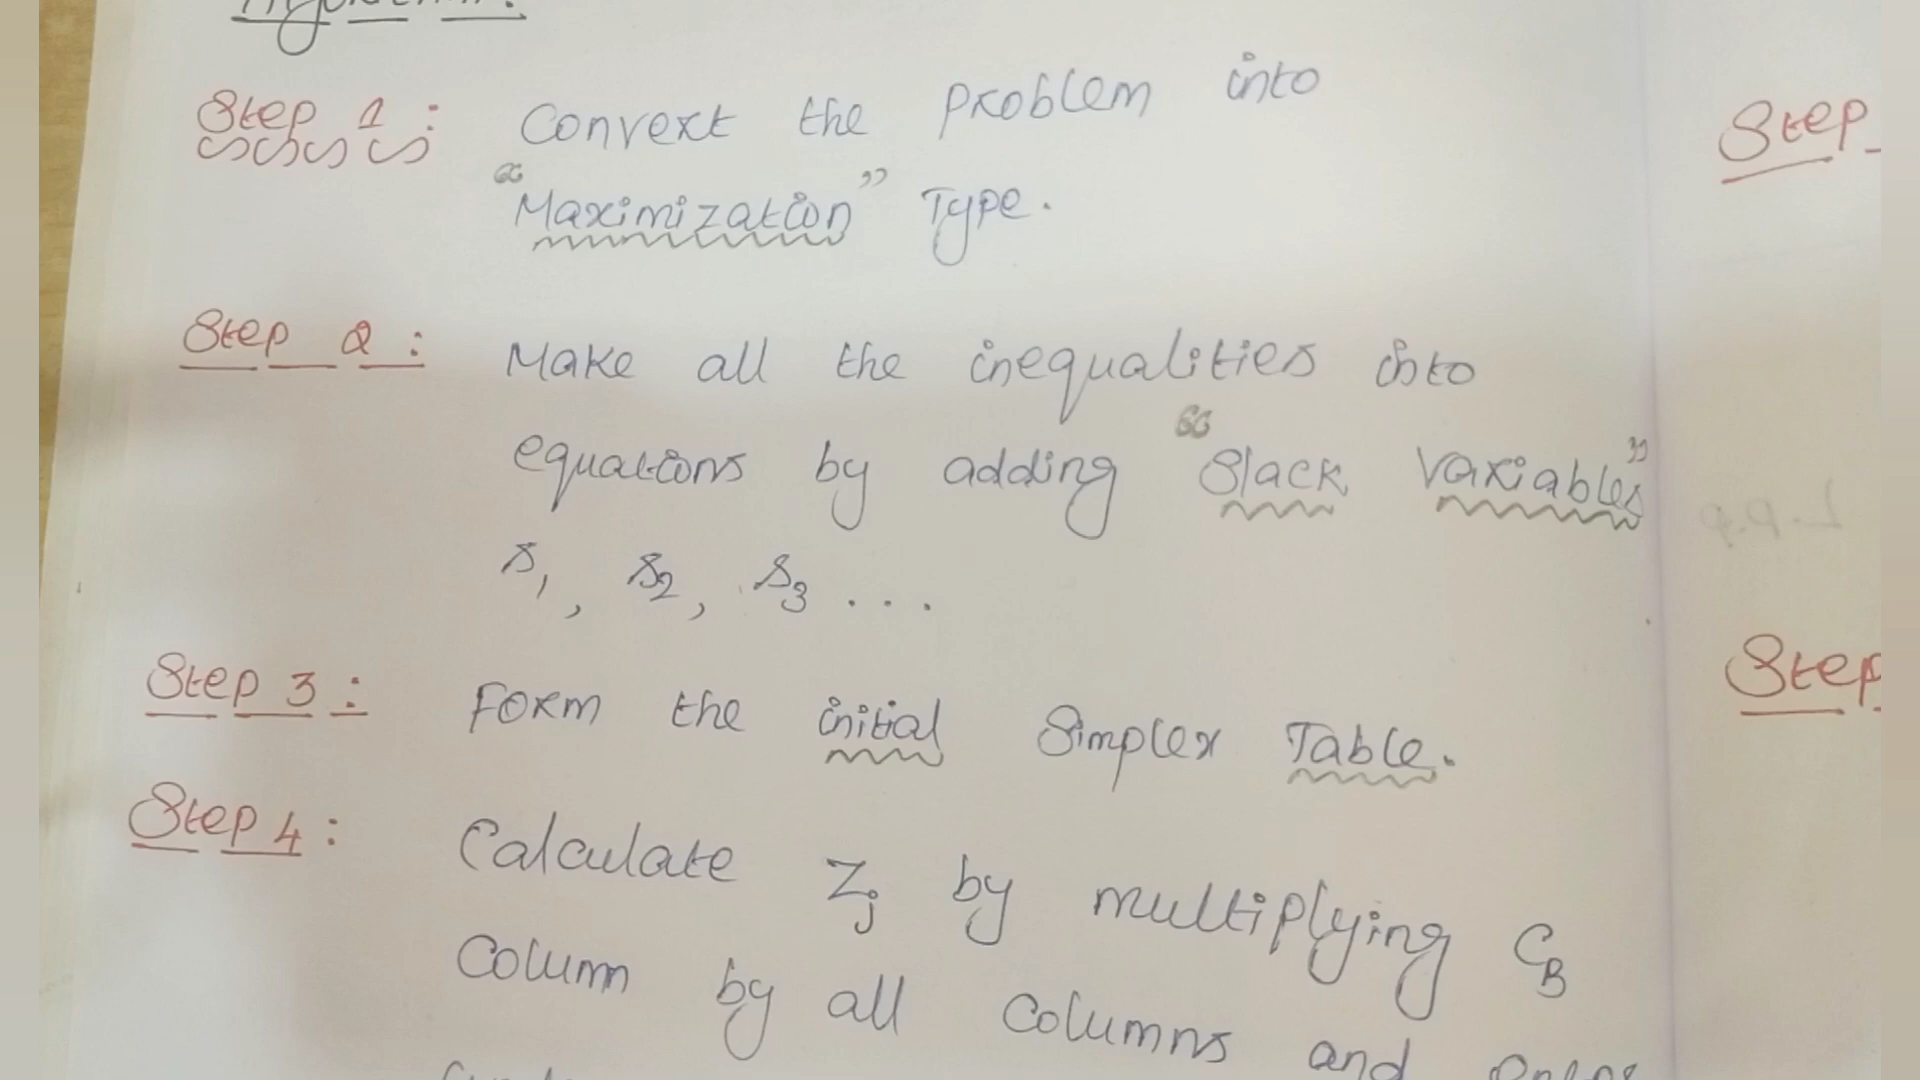 Algorithm:
Step 1: Convert the problem into
"Maximization" Type.
Step 2: Make all the inequalities into
equations by adding "Slack Variables"
s1, s2, s3 ...
Step 3: Form the initial Simplex Table.
Step 4: Calculate Zj by multiplying CB
Column by all columns and
Step
L.P.P
Step